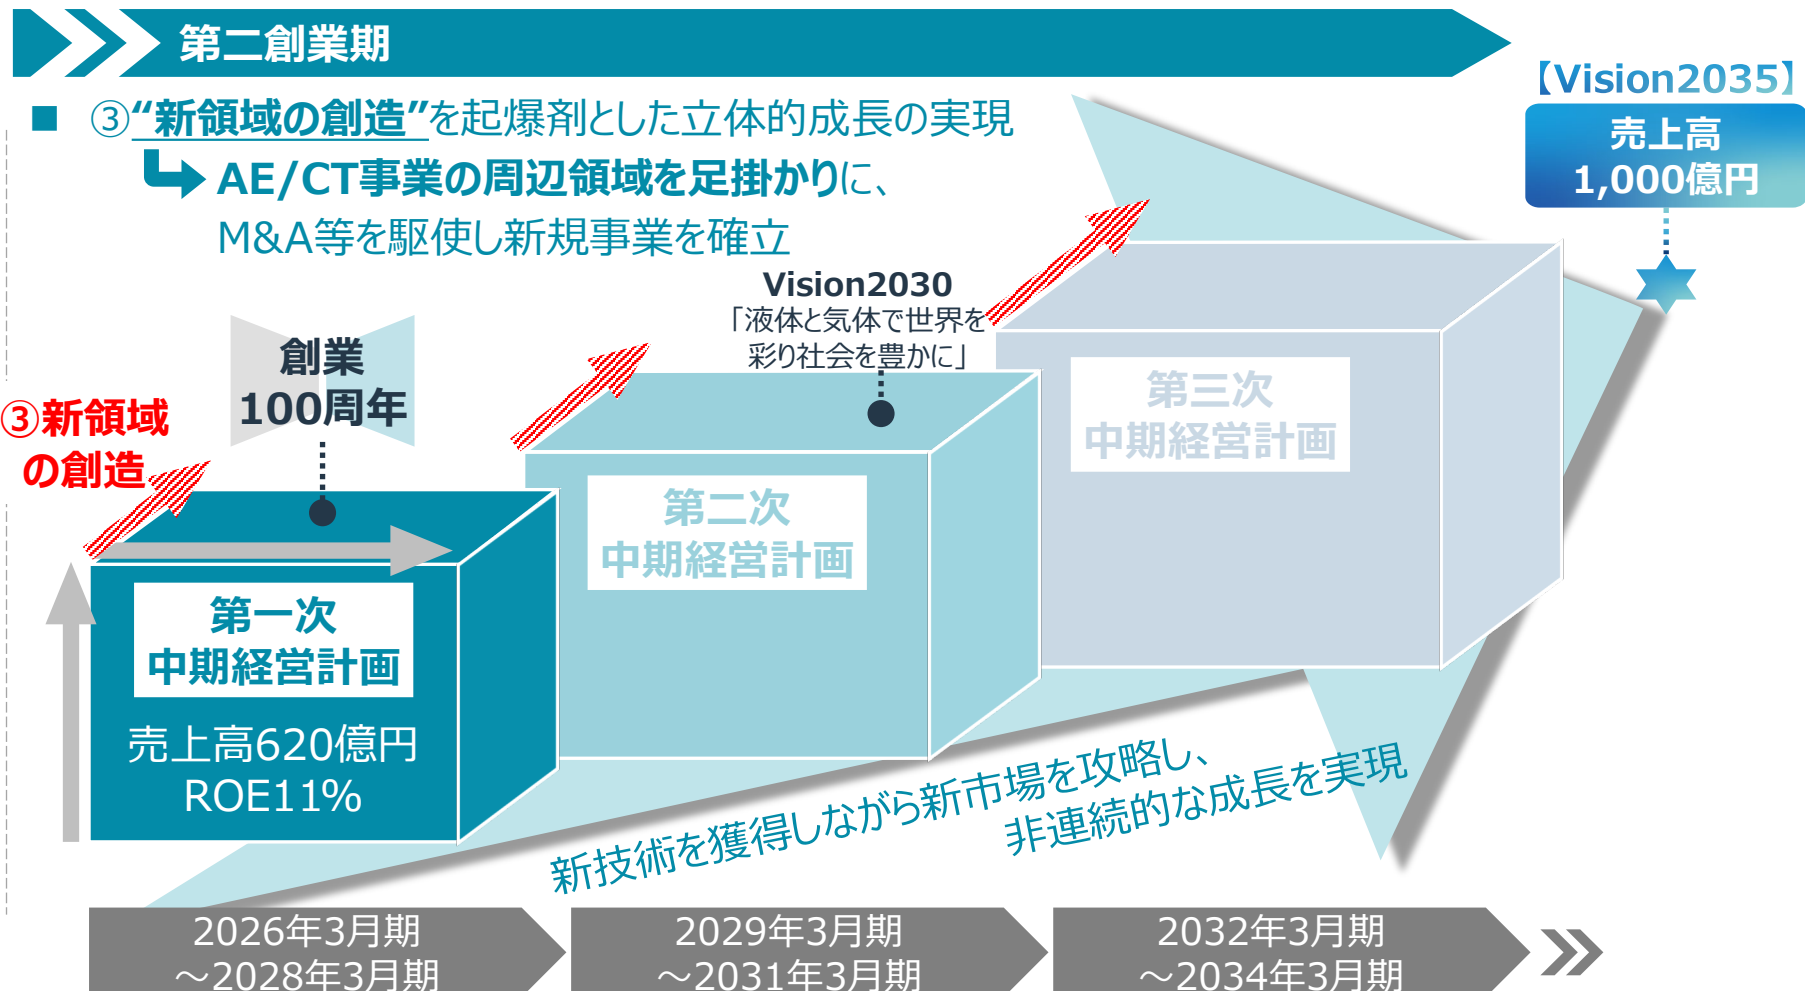 第二創業期
【Vision2035】
売上高
1,000億円
■ ③“新領域の創造”を起爆剤とした立体的成長の実現
AE/CT事業の周辺領域を足掛かりに、
M&A等を駆使し新規事業を確立
Vision2030
「液体と気体で世界を
彩り社会を豊かに」
創業
100周年
③新領域
の創造
第一次
中期経営計画
売上高620億円
ROE11%
第二次
中期経営計画
第三次
中期経営計画
新技術を獲得しながら新市場を攻略し、
非連続的な成長を実現
2026年3月期
～2028年3月期
2029年3月期
～2031年3月期
2032年3月期
～2034年3月期